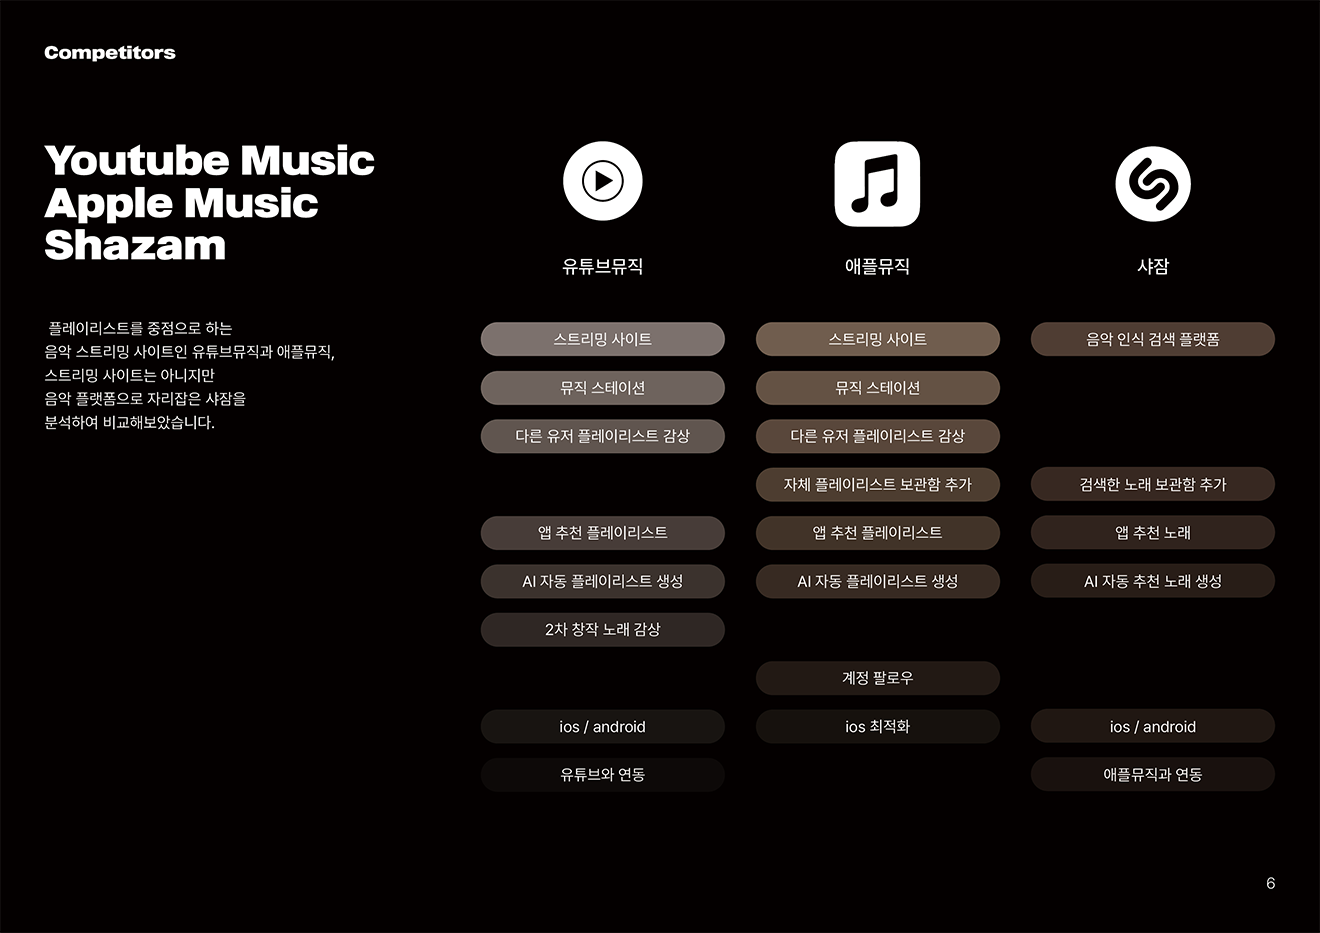 Competitors
Youtube Music
Apple Music
Shazam
플레이리스트를 중점으로 하는
음악 스트리밍 사이트인 유튜브뮤직과 애플뮤직,
스트리밍 사이트는 아니지만
음악 플랫폼으로 자리잡은 샤잠을
분석하여 비교해보았습니다.
유튜브뮤직
스트리밍 사이트
뮤직 스테이션
다른 유저 플레이리스트 감상
앱 추천 플레이리스트
AI 자동 플레이리스트 생성
2차 창작 노래 감상
ios / android
유튜브와 연동
애플뮤직
스트리밍 사이트
뮤직 스테이션
다른 유저 플레이리스트 감상
자체 플레이리스트 보관함 추가
앱 추천 플레이리스트
AI 자동 플레이리스트 생성
계정 팔로우
ios 최적화
샤잠
음악 인식 검색 플랫폼
검색한 노래 보관함 추가
앱 추천 노래
AI 자동 추천 노래 생성
ios / android
애플뮤직과 연동
6